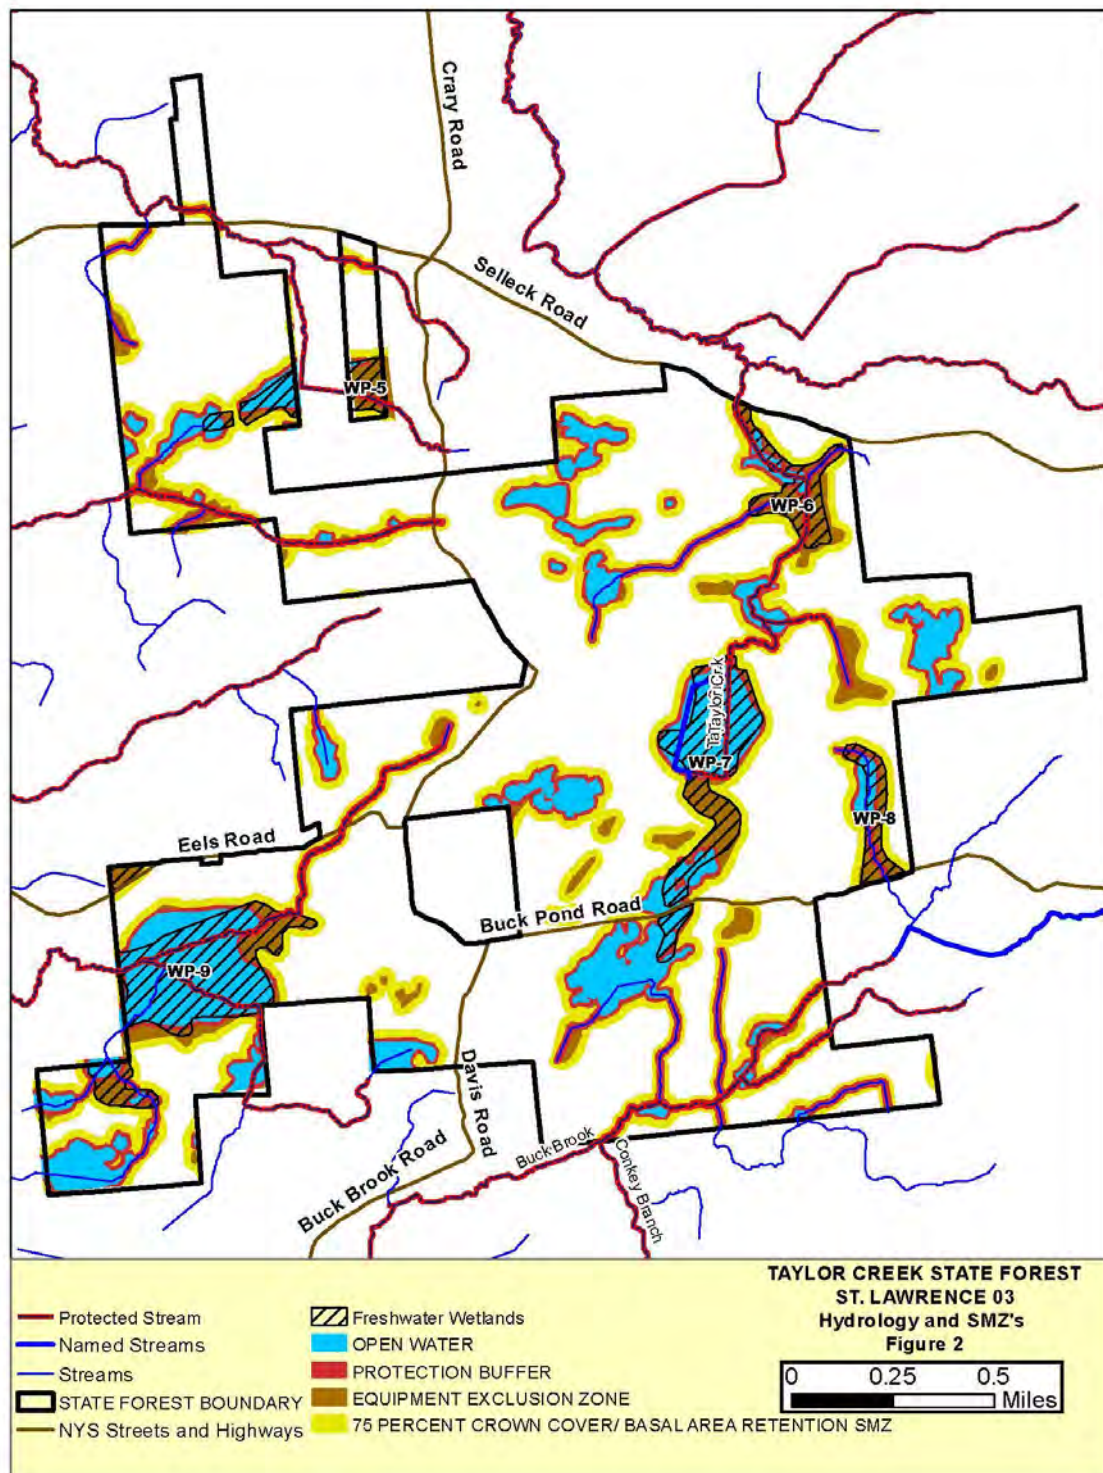 Crary Road
Selleck Road
WP-5
WP-6
Taylor Crk
WP-7
WP-8
Eels Road
Buck Pond Road
WP-9
Davis Road
Buck Brook
Conkey Branch
Buck Brook Road
TAYLOR CREEK STATE FOREST
ST. LAWRENCE 03
Hydrology and SMZ's
Figure 2
0 0.25 0.5
Miles
Protected Stream
Named Streams
Streams
STATE FOREST BOUNDARY
NYS Streets and Highways
Freshwater Wetlands
OPEN WATER
PROTECTION BUFFER
EQUIPMENT EXCLUSION ZONE
75 PERCENT CROWN COVER/ BASAL AREA RETENTION SMZ